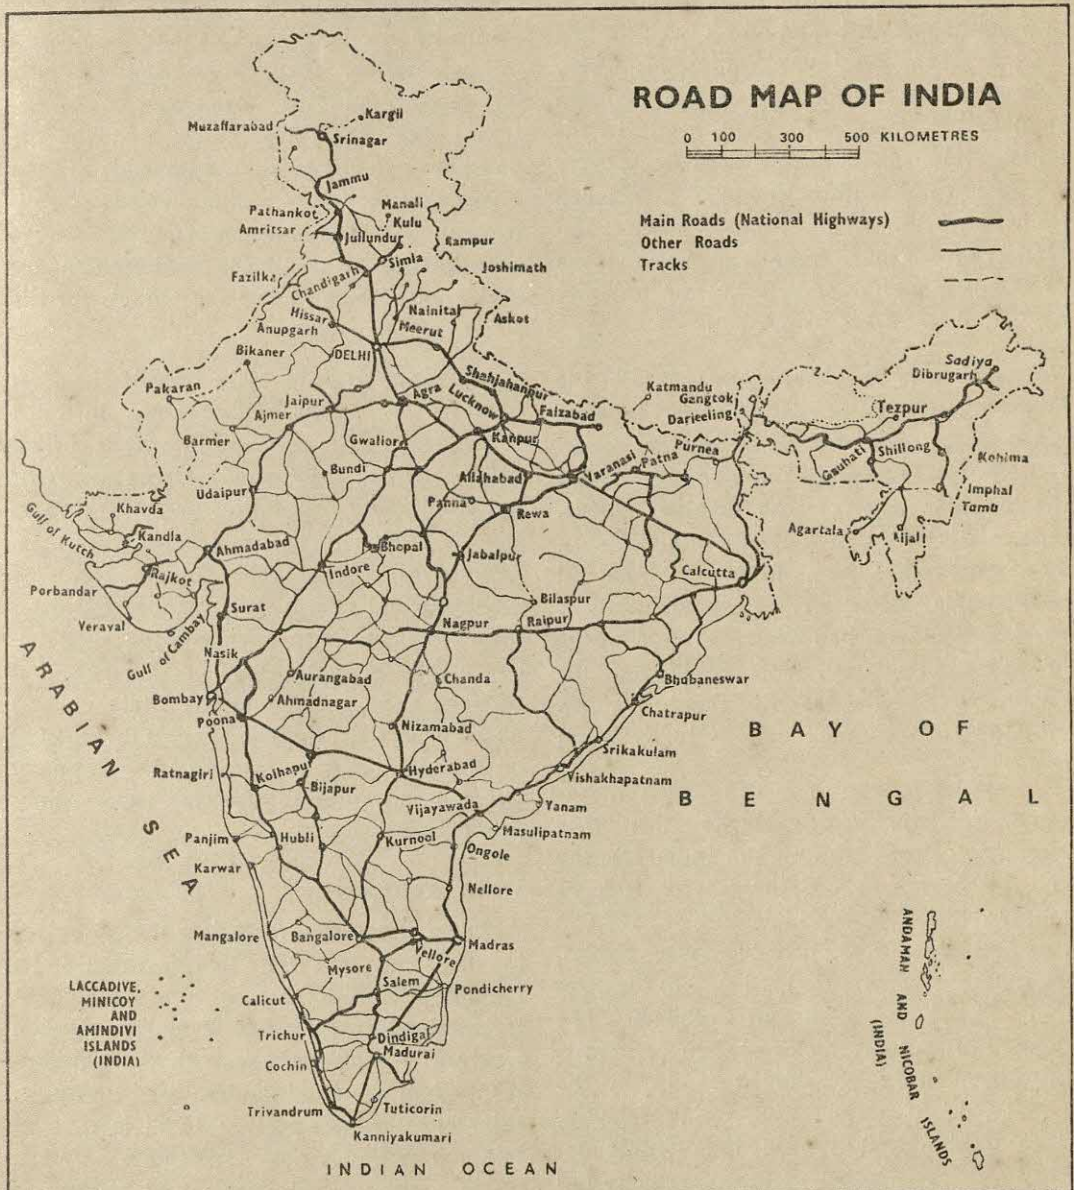 ROAD MAP OF INDIA
0 100 300 500 KILOMETRES
Main Roads (National Highways)
Other Roads
Tracks
Kargil
Muzaffarabad
Srinagar
Jammu
Manali
Pathankot
Kulu
Amritsar
Jullundur
Rampur
Simla
Joshimath
Fazilka
Chandigarh
Hissar
Nainital
Askot
Anupgarh
Meerut
Bikaner
DELHI
Sadiya
Dibrugarh
Shahjahanpur
Pakaran
Katmandu
Gangtok
Agra
Lucknow
Jaipur
Tezpur
Ajmer
Faizabad
Darjeeling
Barmer
Gwalior
Kanpur
Purnea
Gauhati
Shillong
Kohima
Bundi
Allahabad
Varanasi
Patna
Udaipur
Imphal
Panna
Rewa
Tamu
Khavda
Gulf of Kutch
Kandla
Agartala
Aijal
Ahmadabad
Bhopal
Jabalpur
Rajkot
Indore
Calcutta
Porbandar
Bilaspur
Surat
Veraval
Nagpur
Raipur
Gulf of Cambay
Nasik
Aurangabad
Chanda
Bhubaneswar
ARABIAN SEA
Bombay
Ahmadnagar
Chatrapur
Poona
Nizamabad
BAY OF
BENGAL
Srikakulam
Ratnagiri
Kolhapur
Hyderabad
Vishakhapatnam
Bijapur
Vijayawada
Yanam
Masulipatnam
Panjim
Hubli
Kurnool
Ongole
Karwar
Nellore
Mangalore
Bangalore
Madras
Vellore
Mysore
Salem
Pondicherry
LACCADIVE,
MINICOY
AND
AMINDIVI
ISLANDS
(INDIA)
Calicut
Trichur
Dindigal
Madurai
Cochin
Trivandrum
Tuticorin
Kanniyakumari
ANDAMAN AND NICOBAR ISLANDS
(INDIA)
INDIAN OCEAN